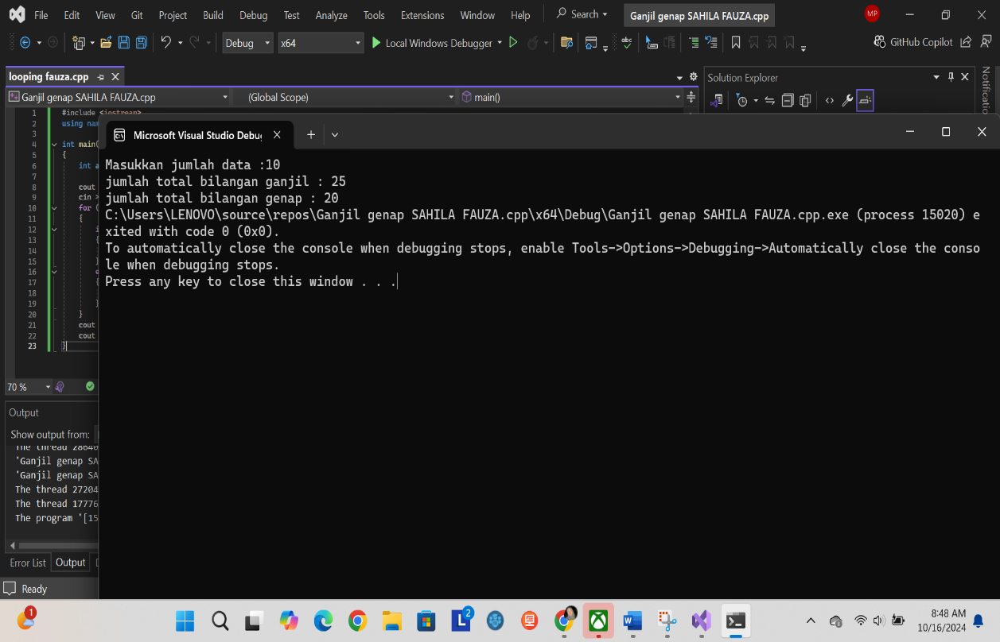 File Edit View Git Project Build Debug Test Analyze Tools Extensions Window Help Search Ganjil genap SAHILA FAUZA.cpp MP
Debug x64 Local Windows Debugger abc GitHub Copilot
looping fauza.cpp
Solution Explorer
Notificatio
Ganjil genap SAHILA FAUZA.cpp (Global Scope) main()
1 #include <iostream>
2 using nam
3
4 int main(
5 {
6 int a
7
8 cout
9 cin >
10 for (
11 {
12 i
13 {
14
15 }
16 e
17 {
18
19 }
20 }
21 cout
22 cout
23 }
Microsoft Visual Studio Debug
Masukkan jumlah data :10
jumlah total bilangan ganjil : 25
jumlah total bilangan genap : 20
C:\Users\LENOVO\source\repos\Ganjil genap SAHILA FAUZA.cpp\x64\Debug\Ganjil genap SAHILA FAUZA.cpp.exe (process 15020) e
xited with code 0 (0x0).
To automatically close the console when debugging stops, enable Tools->Options->Debugging->Automatically close the conso
le when debugging stops.
Press any key to close this window . . .
70 %
Output
Show output from:
The thread 28640
'Ganjil genap SA
'Ganjil genap SA
The thread 27204
The thread 17776
The program '[15
Error List Output
Ready
1
2
8:48 AM
10/16/2024